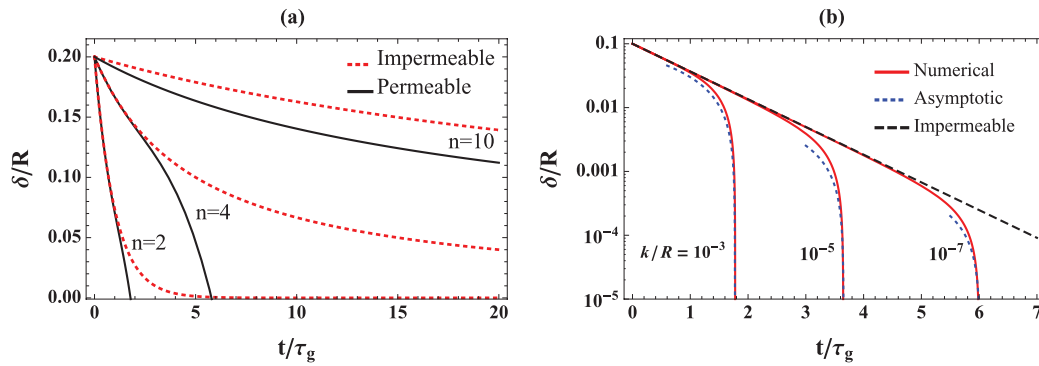 (a)
0.20
0.15
0.10
0.05
0.00
δ/R
Impermeable
Permeable
n=10
n=4
n=2
0 5 10 15 20
t/τg
(b)
0.1
0.01
0.001
10⁻⁴
10⁻⁵
δ/R
Numerical
Asymptotic
Impermeable
k/R = 10⁻³
10⁻⁵
10⁻⁷
0 1 2 3 4 5 6 7
t/τg